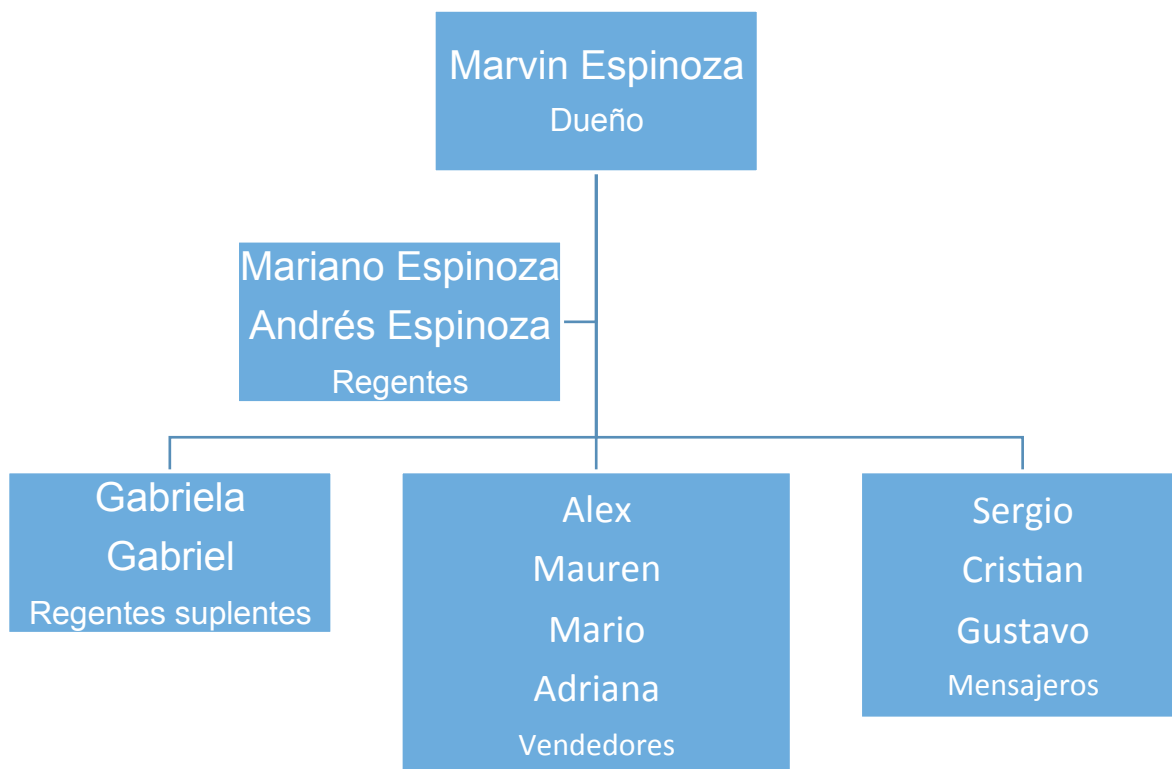 Marvin Espinoza
Dueño
Mariano Espinoza
Andrés Espinoza
Regentes
Gabriela
Gabriel
Regentes suplentes
Alex
Mauren
Mario
Adriana
Vendedores
Sergio
Cristian
Gustavo
Mensajeros